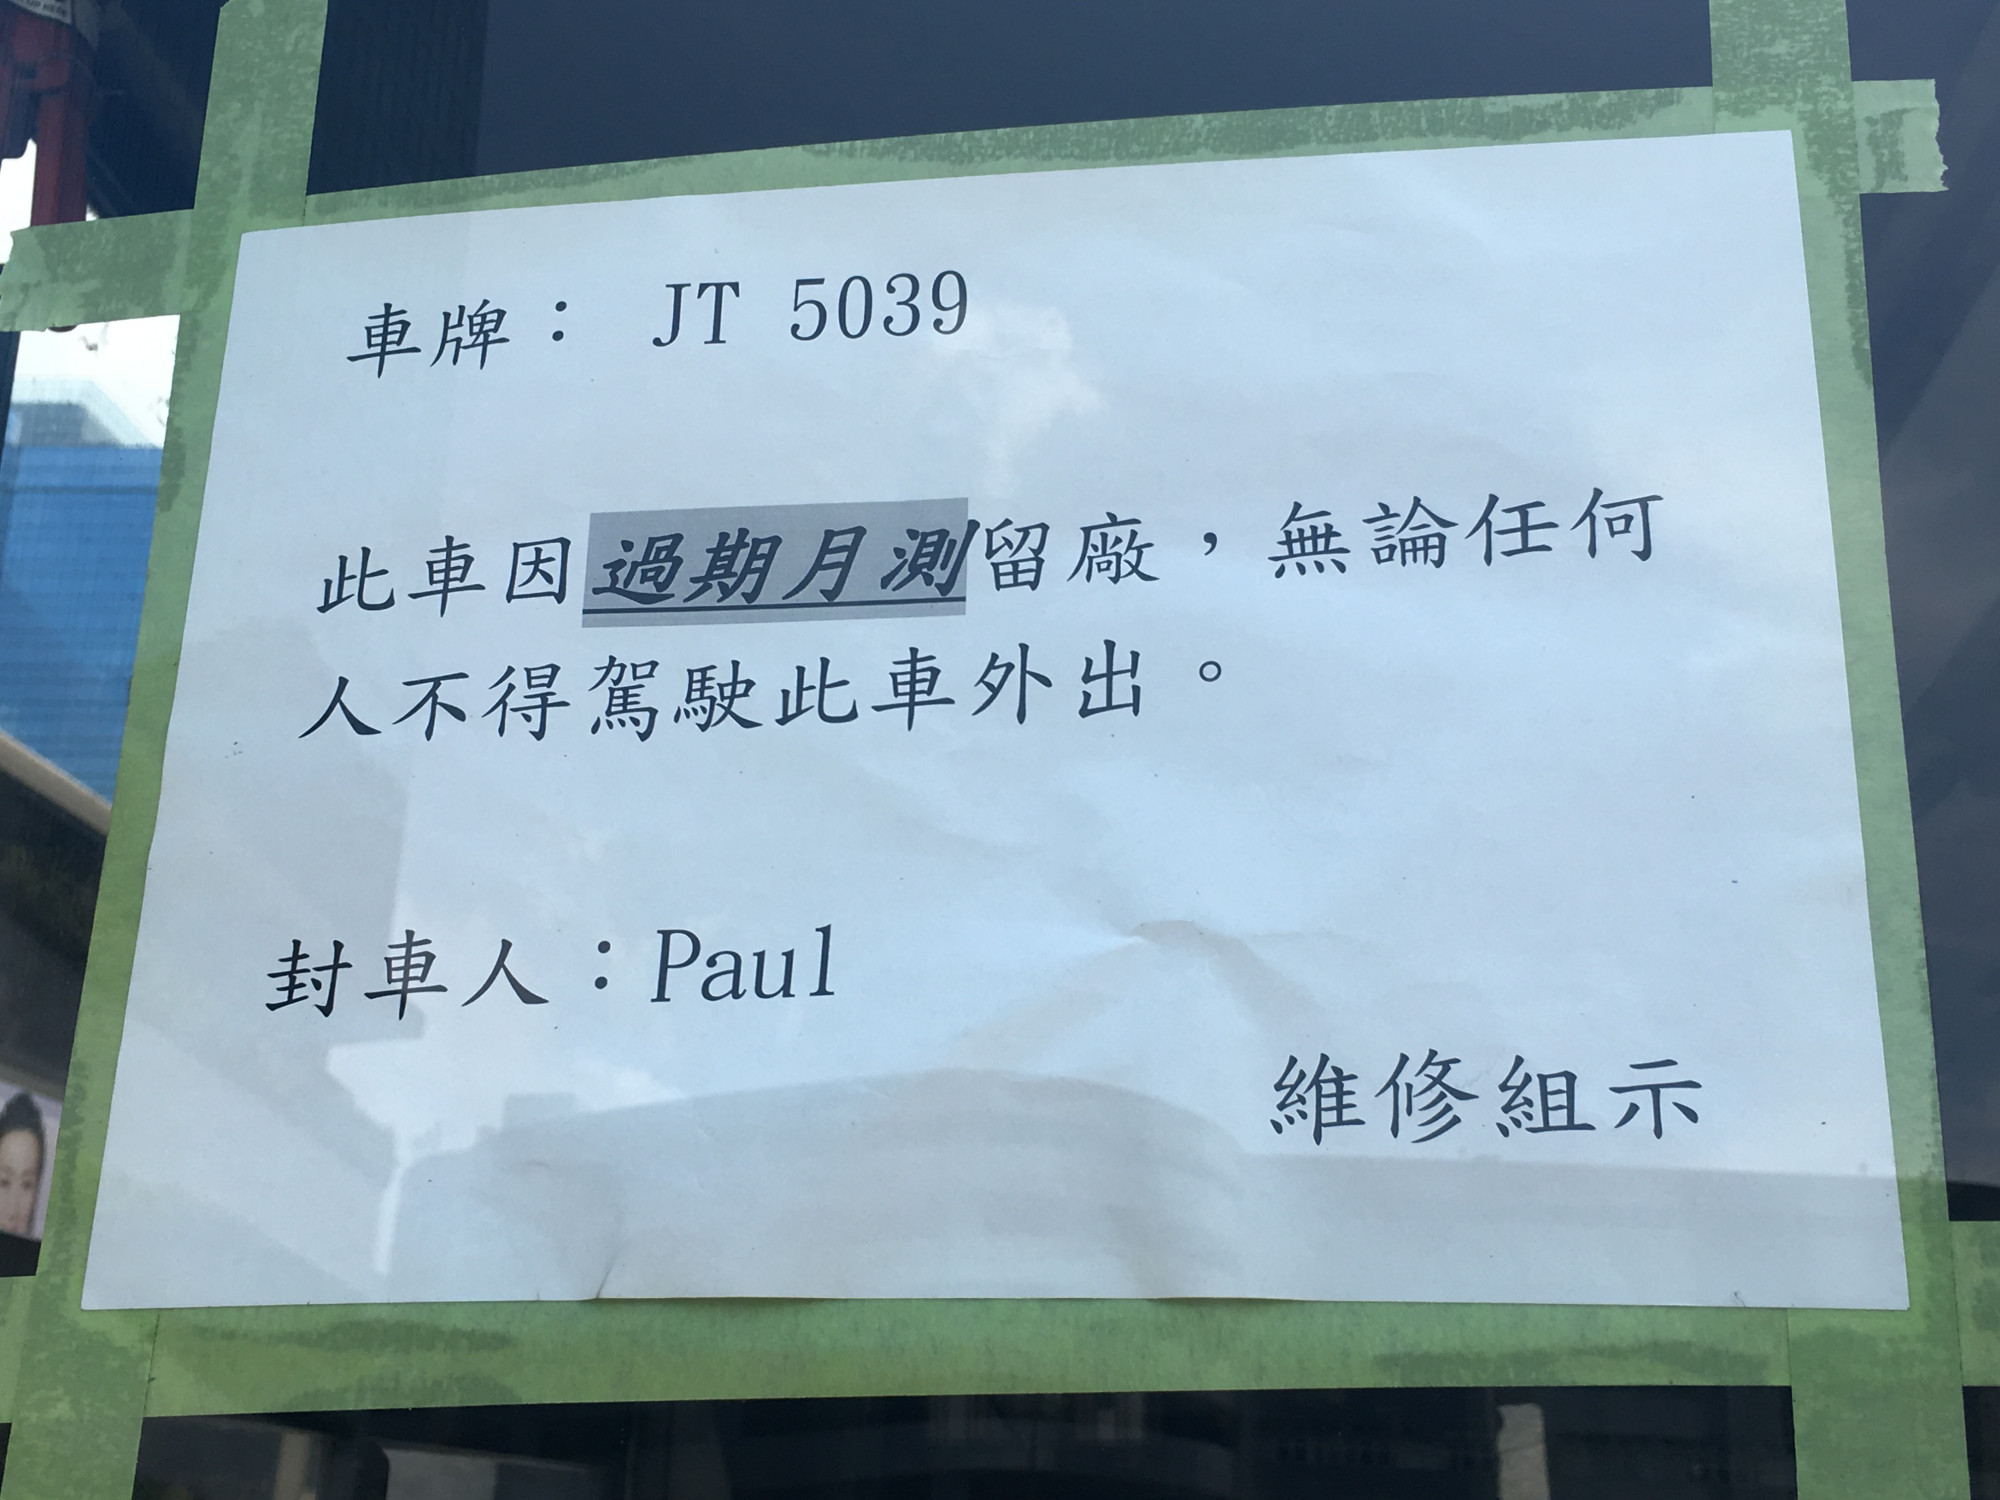 車牌： JT 5039
此車因過期月測留廠，無論任何
人不得駕駛此車外出。
封車人：Paul
維修組示